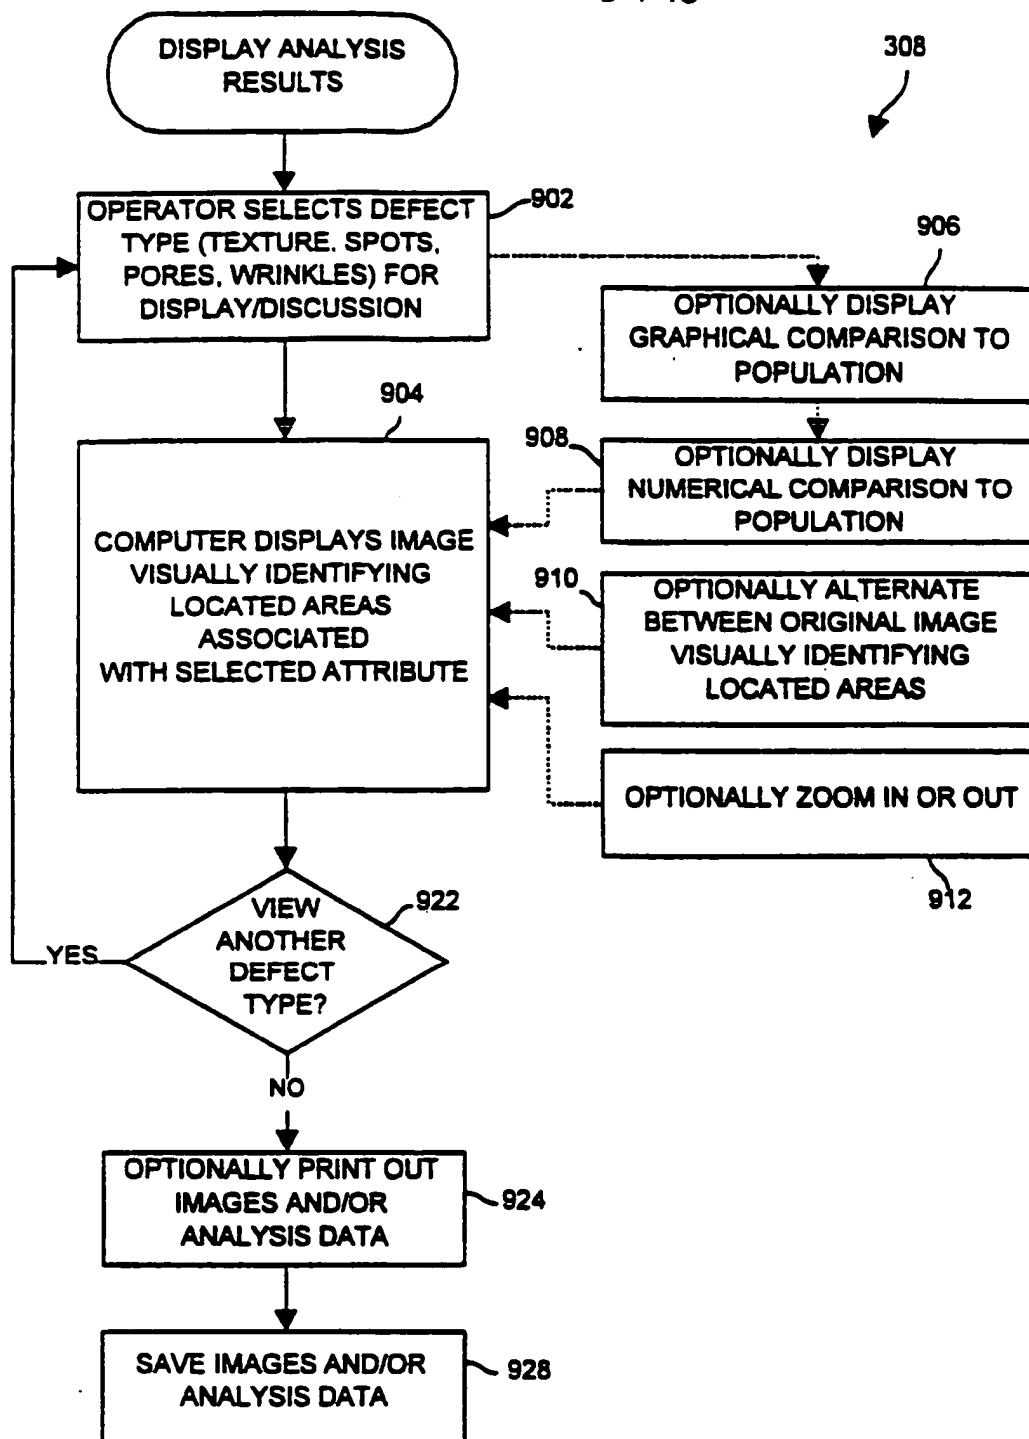 DISPLAY ANALYSIS
RESULTS
308
902
OPERATOR SELECTS DEFECT
TYPE (TEXTURE. SPOTS,
PORES, WRINKLES) FOR
DISPLAY/DISCUSSION
906
OPTIONALLY DISPLAY
GRAPHICAL COMPARISON TO
POPULATION
904
COMPUTER DISPLAYS IMAGE
VISUALLY IDENTIFYING
LOCATED AREAS
ASSOCIATED
WITH SELECTED ATTRIBUTE
908
OPTIONALLY DISPLAY
NUMERICAL COMPARISON TO
POPULATION
910
OPTIONALLY ALTERNATE
BETWEEN ORIGINAL IMAGE
VISUALLY IDENTIFYING
LOCATED AREAS
OPTIONALLY ZOOM IN OR OUT
912
922
VIEW
ANOTHER
DEFECT
TYPE?
YES
NO
OPTIONALLY PRINT OUT
IMAGES AND/OR
ANALYSIS DATA
924
SAVE IMAGES AND/OR
ANALYSIS DATA
928